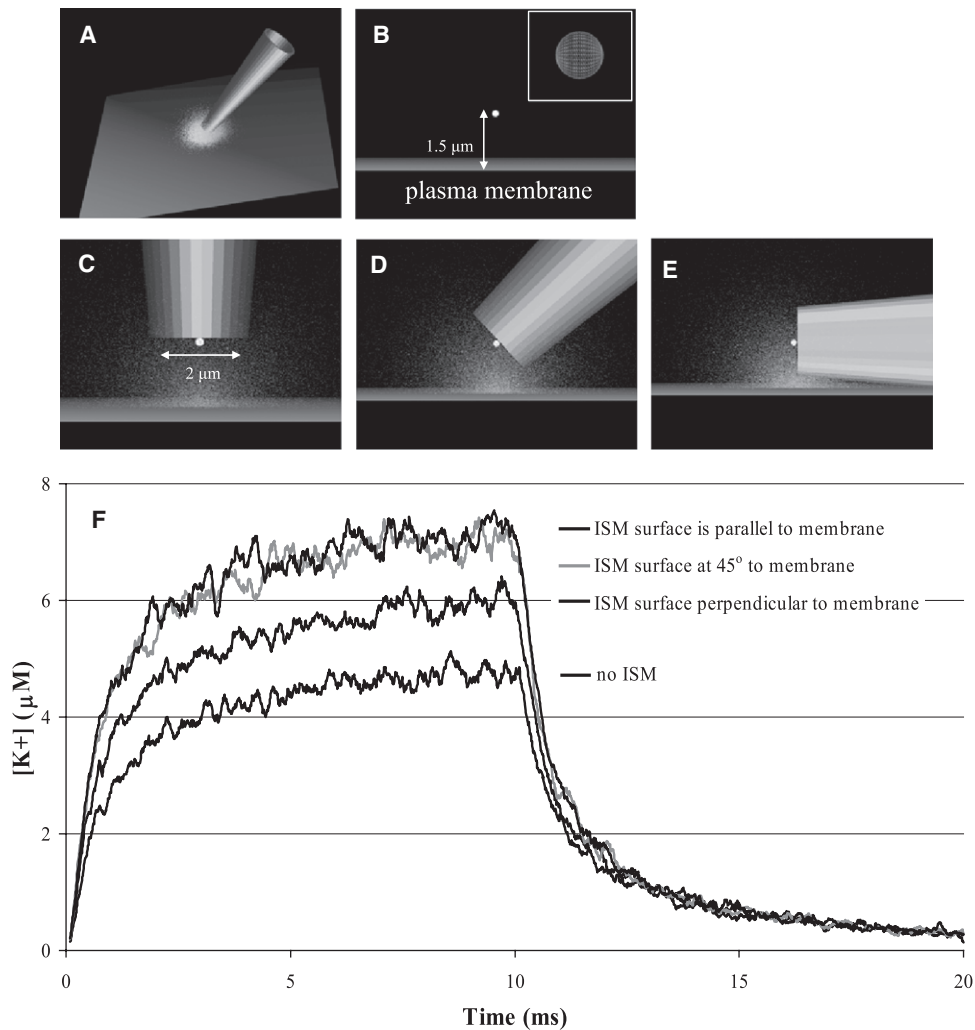 A
B
1.5 μm
plasma membrane
C
2 μm
D
E
F
8
6
4
2
0
[K+] (μM)
ISM surface is parallel to membrane
ISM surface at 45° to membrane
ISM surface perpendicular to membrane
no ISM
0
5
10
15
20
Time (ms)